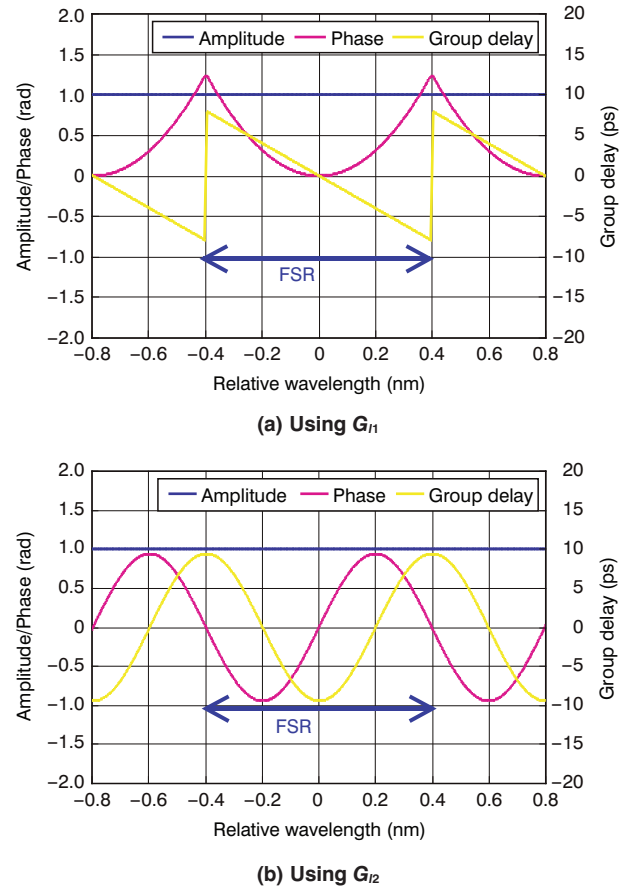 Amplitude Phase Group delay
Amplitude/Phase (rad)
2.0
1.5
1.0
0.5
0
−0.5
−1.0
−1.5
−2.0
20
15
10
5
0
−5
−10
−15
−20
Group delay (ps)
FSR
−0.8 −0.6 −0.4 −0.2 0 0.2 0.4 0.6 0.8
Relative wavelength (nm)
(a) Using Gl1
Amplitude Phase Group delay
Amplitude/Phase (rad)
2.0
1.5
1.0
0.5
0
−0.5
−1.0
−1.5
−2.0
20
15
10
5
0
−5
−10
−15
−20
Group delay (ps)
FSR
−0.8 −0.6 −0.4 −0.2 0 0.2 0.4 0.6 0.8
Relative wavelength (nm)
(b) Using Gl2